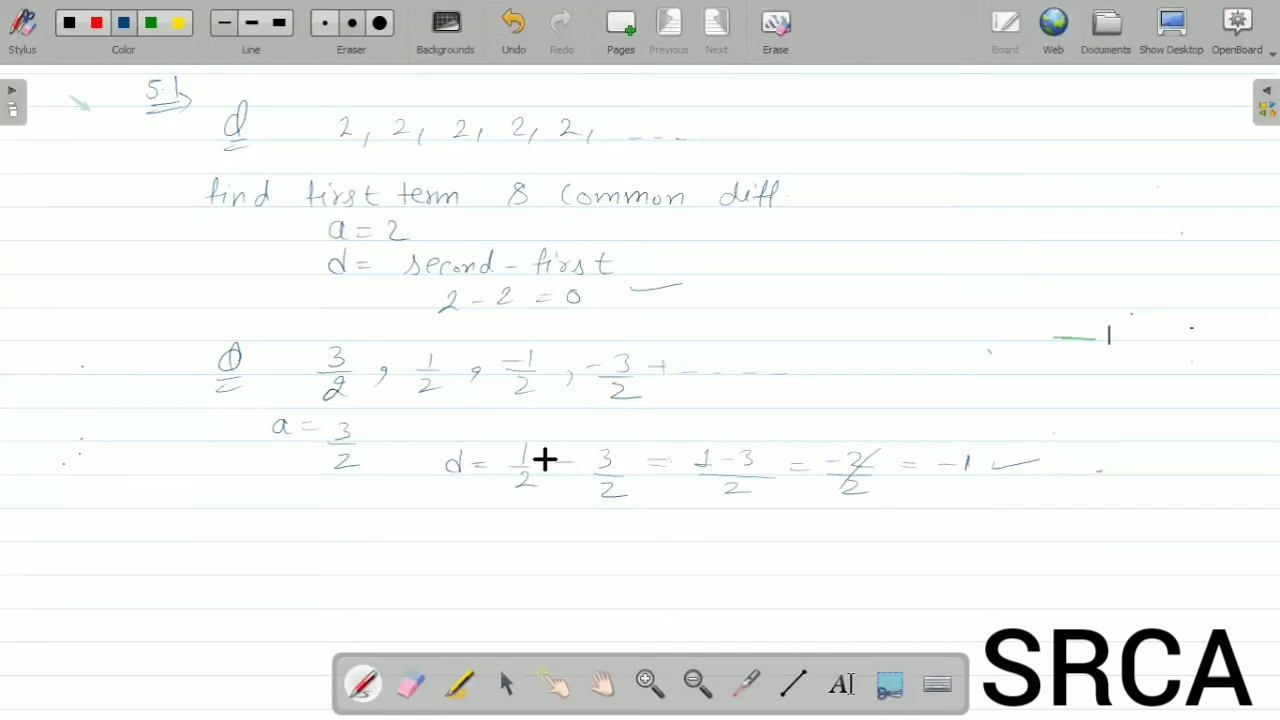 Stylus Color Line Eraser Backgrounds Undo Redo Pages Previous Next Erase Board Web Documents Show Desktop OpenBoard
5.1
d 2, 2, 2, 2, 2, ----
find first term & Common diff.
a = 2
d = second - first
2 - 2 = 0
3/2, 1/2, -1/2, -3/2 + -----
a = 3/2
d = 1/2 - 3/2 = 1-3/2 = -2/2 = -1
SRCA